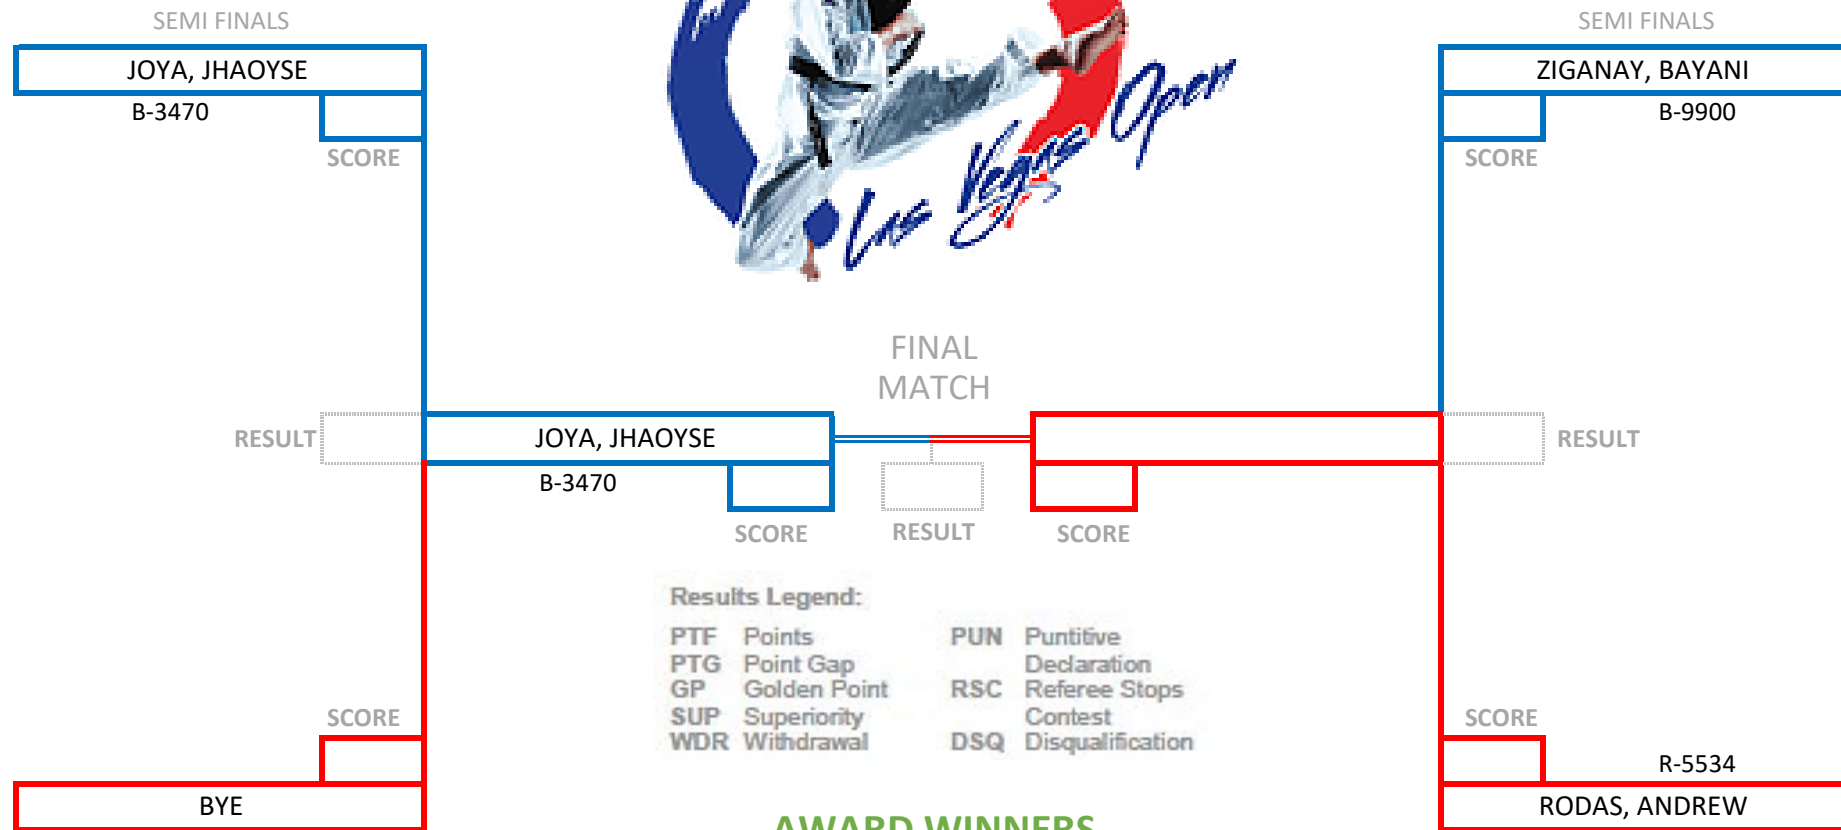 SEMI FINALS
SEMI FINALS
JOYA, JHAOYSE
B-3470
SCORE
ZIGANAY, BAYANI
B-9900
SCORE
Las Vegas Open
FINAL
MATCH
RESULT
JOYA, JHAOYSE
B-3470
SCORE
RESULT
SCORE
RESULT
Results Legend:
PTF Points
PTG Point Gap
GP Golden Point
SUP Superiority
WDR Withdrawal
PUN Puntitive
Declaration
RSC Referee Stops
Contest
DSQ Disqualification
SCORE
BYE
SCORE
R-5534
RODAS, ANDREW
AWARD WINNERS